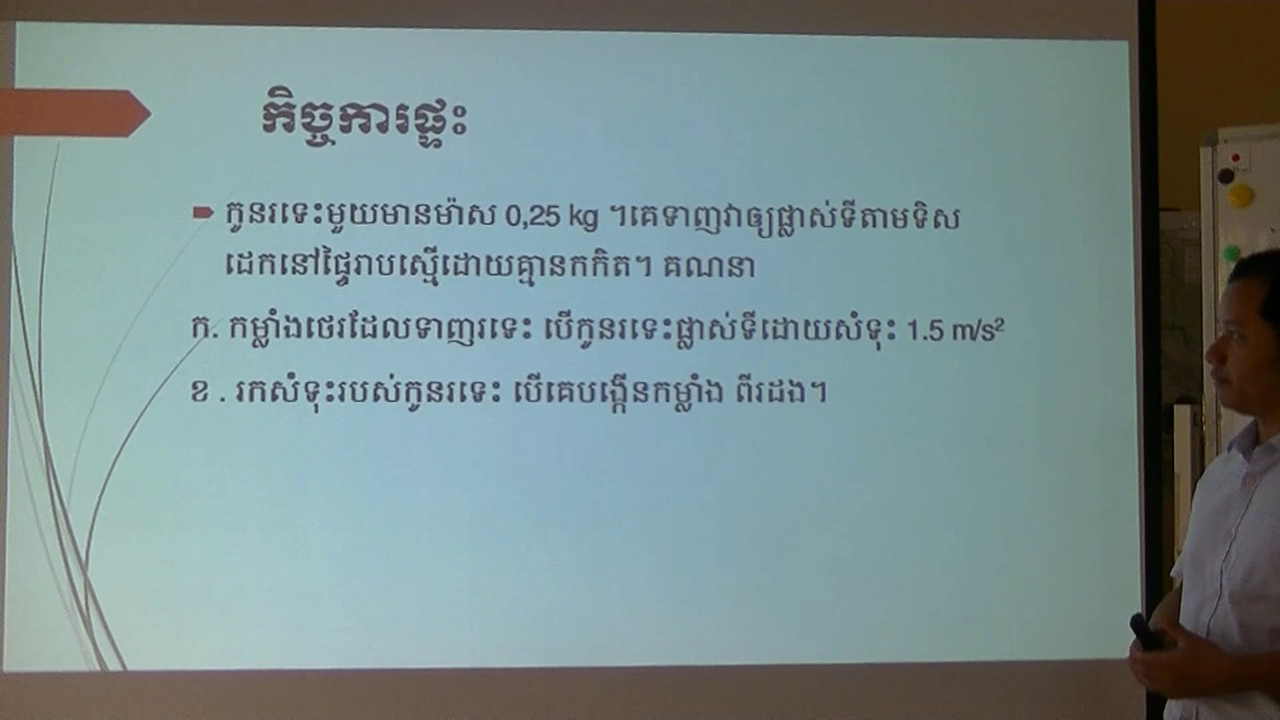 កិច្ចការផ្ទះ
កូនរទេះមួយមានម៉ាស 0,25 kg ។គេទាញវាឲ្យផ្លាស់ទីតាមទិស
ដេកនៅផ្ទៃរាបស្មើដោយគ្មានកកិត។ គណនា
ក. កម្លាំងថេរដែលទាញរទេះ បើកូនរទេះផ្លាស់ទីដោយសំទុះ 1.5 m/s²
ខ . រកសំទុះរបស់កូនរទេះ បើគេបង្កើនកម្លាំង ពីរដង។